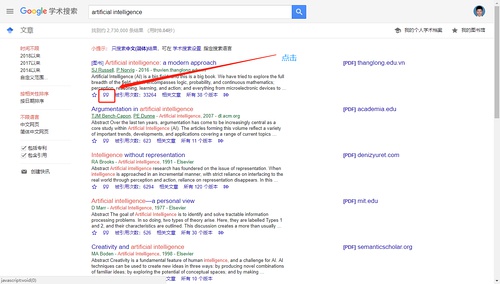 Google 学术搜索
artificial intelligence
文章
找到约 2,730,000 条结果
我的个人学术档案
我的图书馆
时间不限
2018以来
2017以来
2014以来
自定义范围...
按相关性排序
按日期排序
不限语言
中文网页
简体中文网页
包括专利
包含引用
创建快讯
小提示: 只搜索中文(简体)结果, 可在 学术搜索设置. 指定搜索语言
点击
[图书] Artificial intelligence: a modern approach
SJ Russell, P Norvig - 2016 - thuvien.thanglong.edu.vn
Artificial Intelligence (AI) is a big field, and this is a big book. We have tried to explore the full
breadth of the field, which encompasses logic, probability, and continuous mathematics;
perception, reasoning, learning, and action; and everything from microelectronic devices to ...
被引用次数: 33264 相关文章 所有 38 个版本
[PDF] thanglong.edu.vn
Argumentation in artificial intelligence
TJM Bench-Capon, PE Dunne - Artificial intelligence, 2007 - dl.acm.org
Abstract Over the last ten years, argumentation has come to be increasingly central as a
core study within Artificial Intelligence (AI). The articles forming this volume reflect a variety
of important trends, developments, and applications covering a range of current topics ...
被引用次数: 623 相关文章 所有 11 个版本
[PDF] academia.edu
Intelligence without representation
RA Brooks - Artificial intelligence, 1991 - Elsevier
Abstract Artificial intelligence research has foundered on the issue of representation. When
intelligence is approached in an incremental manner, with strict reliance on interfacing to the
real world through perception and action, reliance on representation disappears. In this ...
被引用次数: 6294 相关文章 所有 120 个版本
[PDF] denizyuret.com
Artificial intelligence—a personal view
D Marr - Artificial Intelligence, 1977 - Elsevier
Abstract The goal of Artificial Intelligence is to identify and solve tractable information
processing problems. In so doing, two types of theory arise. Here, they are labelled Types 1
and 2, and their characteristics are outlined. This discussion creates a more than usually ...
被引用次数: 526 相关文章 所有 30 个版本
[PDF] mit.edu
Creativity and artificial intelligence
MA Boden - Artificial Intelligence, 1998 - Elsevier
Abstract Creativity is a fundamental feature of human intelligence, and a challenge for AI. AI
techniques can be used to create new ideas in three ways: by producing novel combinations
of familiar ideas; by exploring the potential of conceptual spaces; and by making ...
[PDF] semanticscholar.org
javascript:void(0)